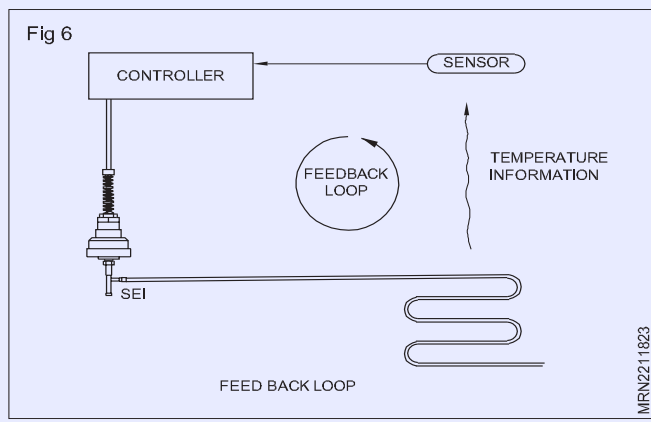 Fig 6
CONTROLLER
SENSOR
TEMPERATURE
INFORMATION
FEEDBACK
LOOP
SEI
FEED BACK LOOP
MRN2211823